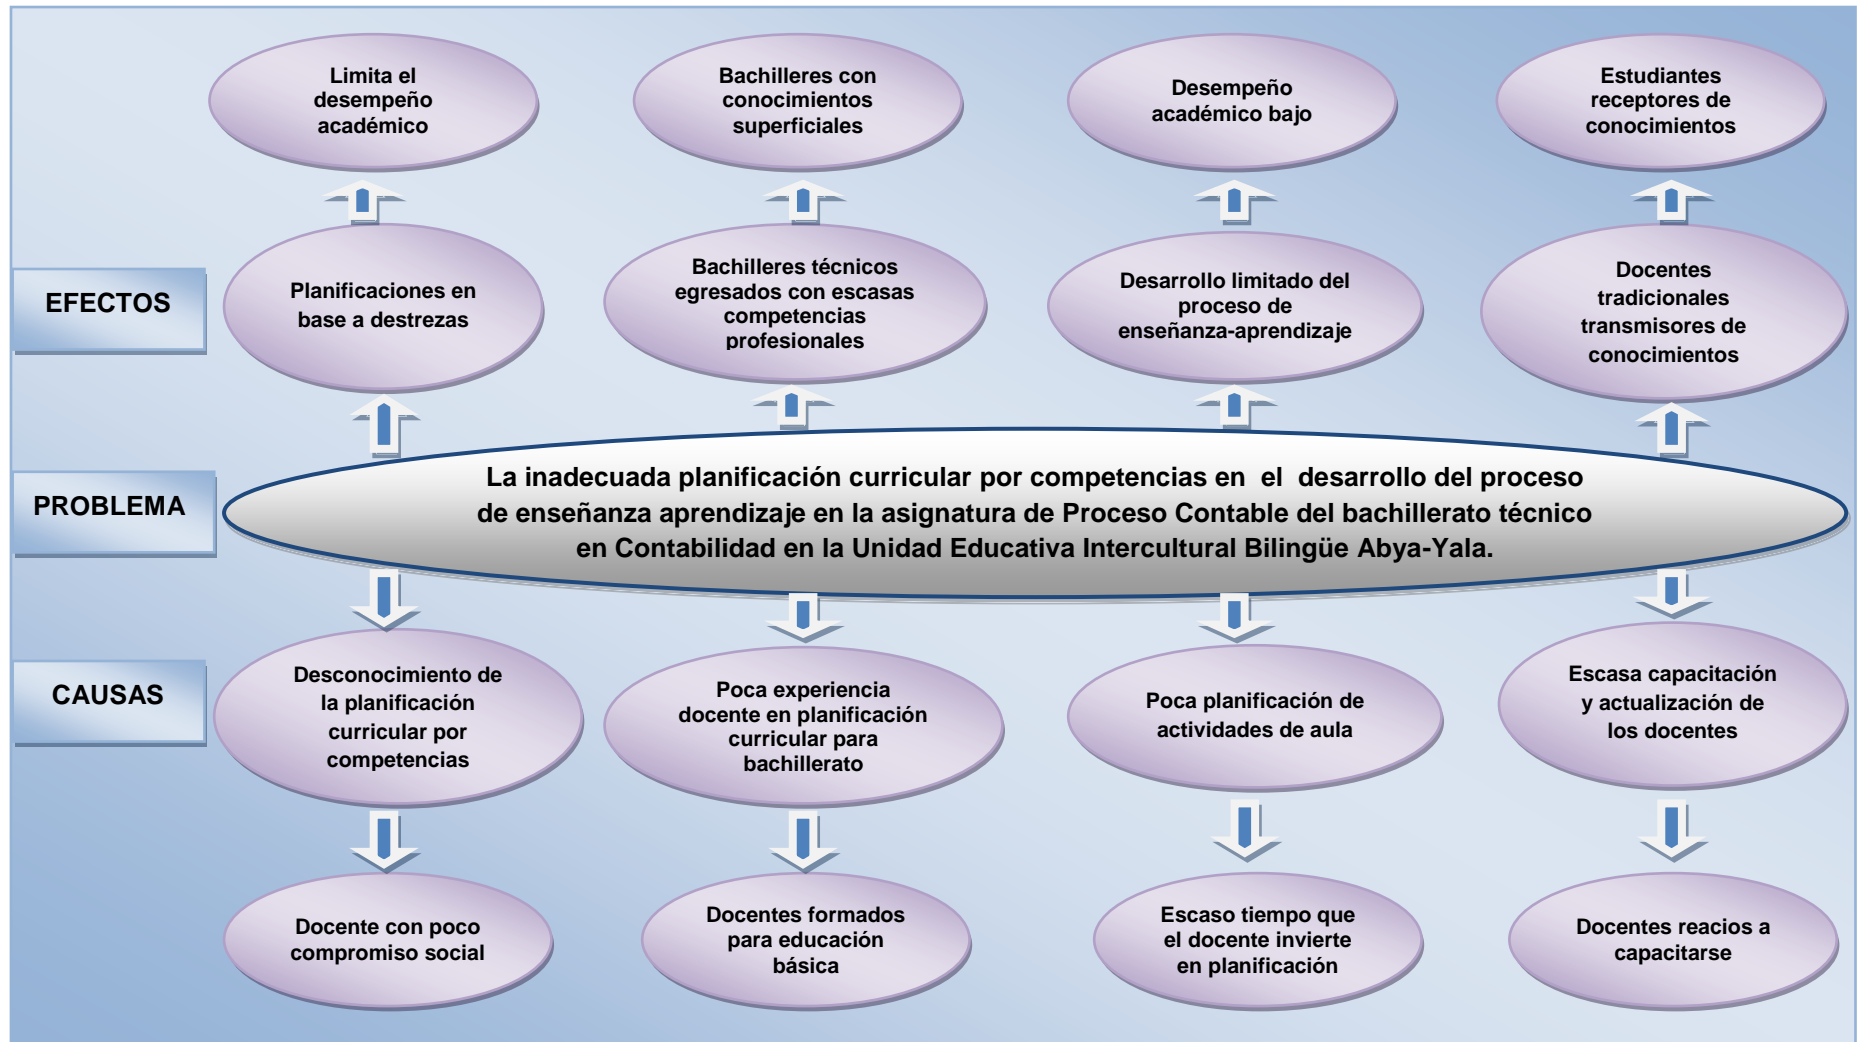 Limita el
desempeño
académico
Bachilleres con
conocimientos
superficiales
Desempeño
académico bajo
Estudiantes
receptores de
conocimientos
EFECTOS
Planificaciones en
base a destrezas
Bachilleres técnicos
egresados con escasas
competencias
profesionales
Desarrollo limitado del
proceso de
enseñanza-aprendizaje
Docentes
tradicionales
transmisores de
conocimientos
PROBLEMA
La inadecuada planificación curricular por competencias en el desarrollo del proceso
de enseñanza aprendizaje en la asignatura de Proceso Contable del bachillerato técnico
en Contabilidad en la Unidad Educativa Intercultural Bilingüe Abya-Yala.
CAUSAS
Desconocimiento de
la planificación
curricular por
competencias
Poca experiencia
docente en planificación
curricular para
bachillerato
Poca planificación de
actividades de aula
Escasa capacitación
y actualización de
los docentes
Docente con poco
compromiso social
Docentes formados
para educación
básica
Escaso tiempo que
el docente invierte
en planificación
Docentes reacios a
capacitarse